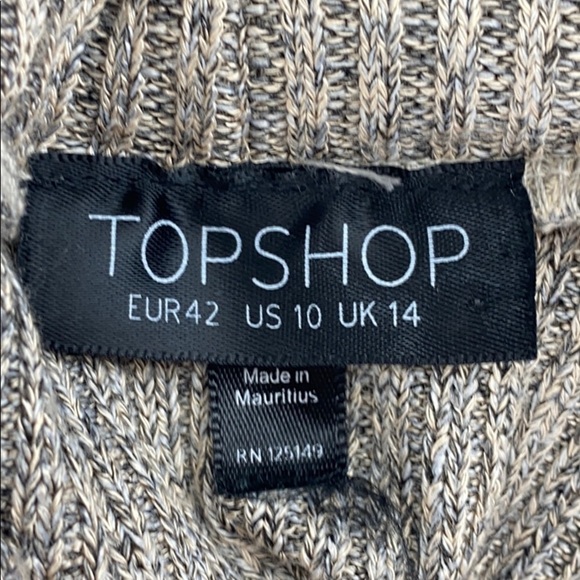 TOPSHOP
EUR42 US 10 UK 14
Made in
Mauritius
RN 125149